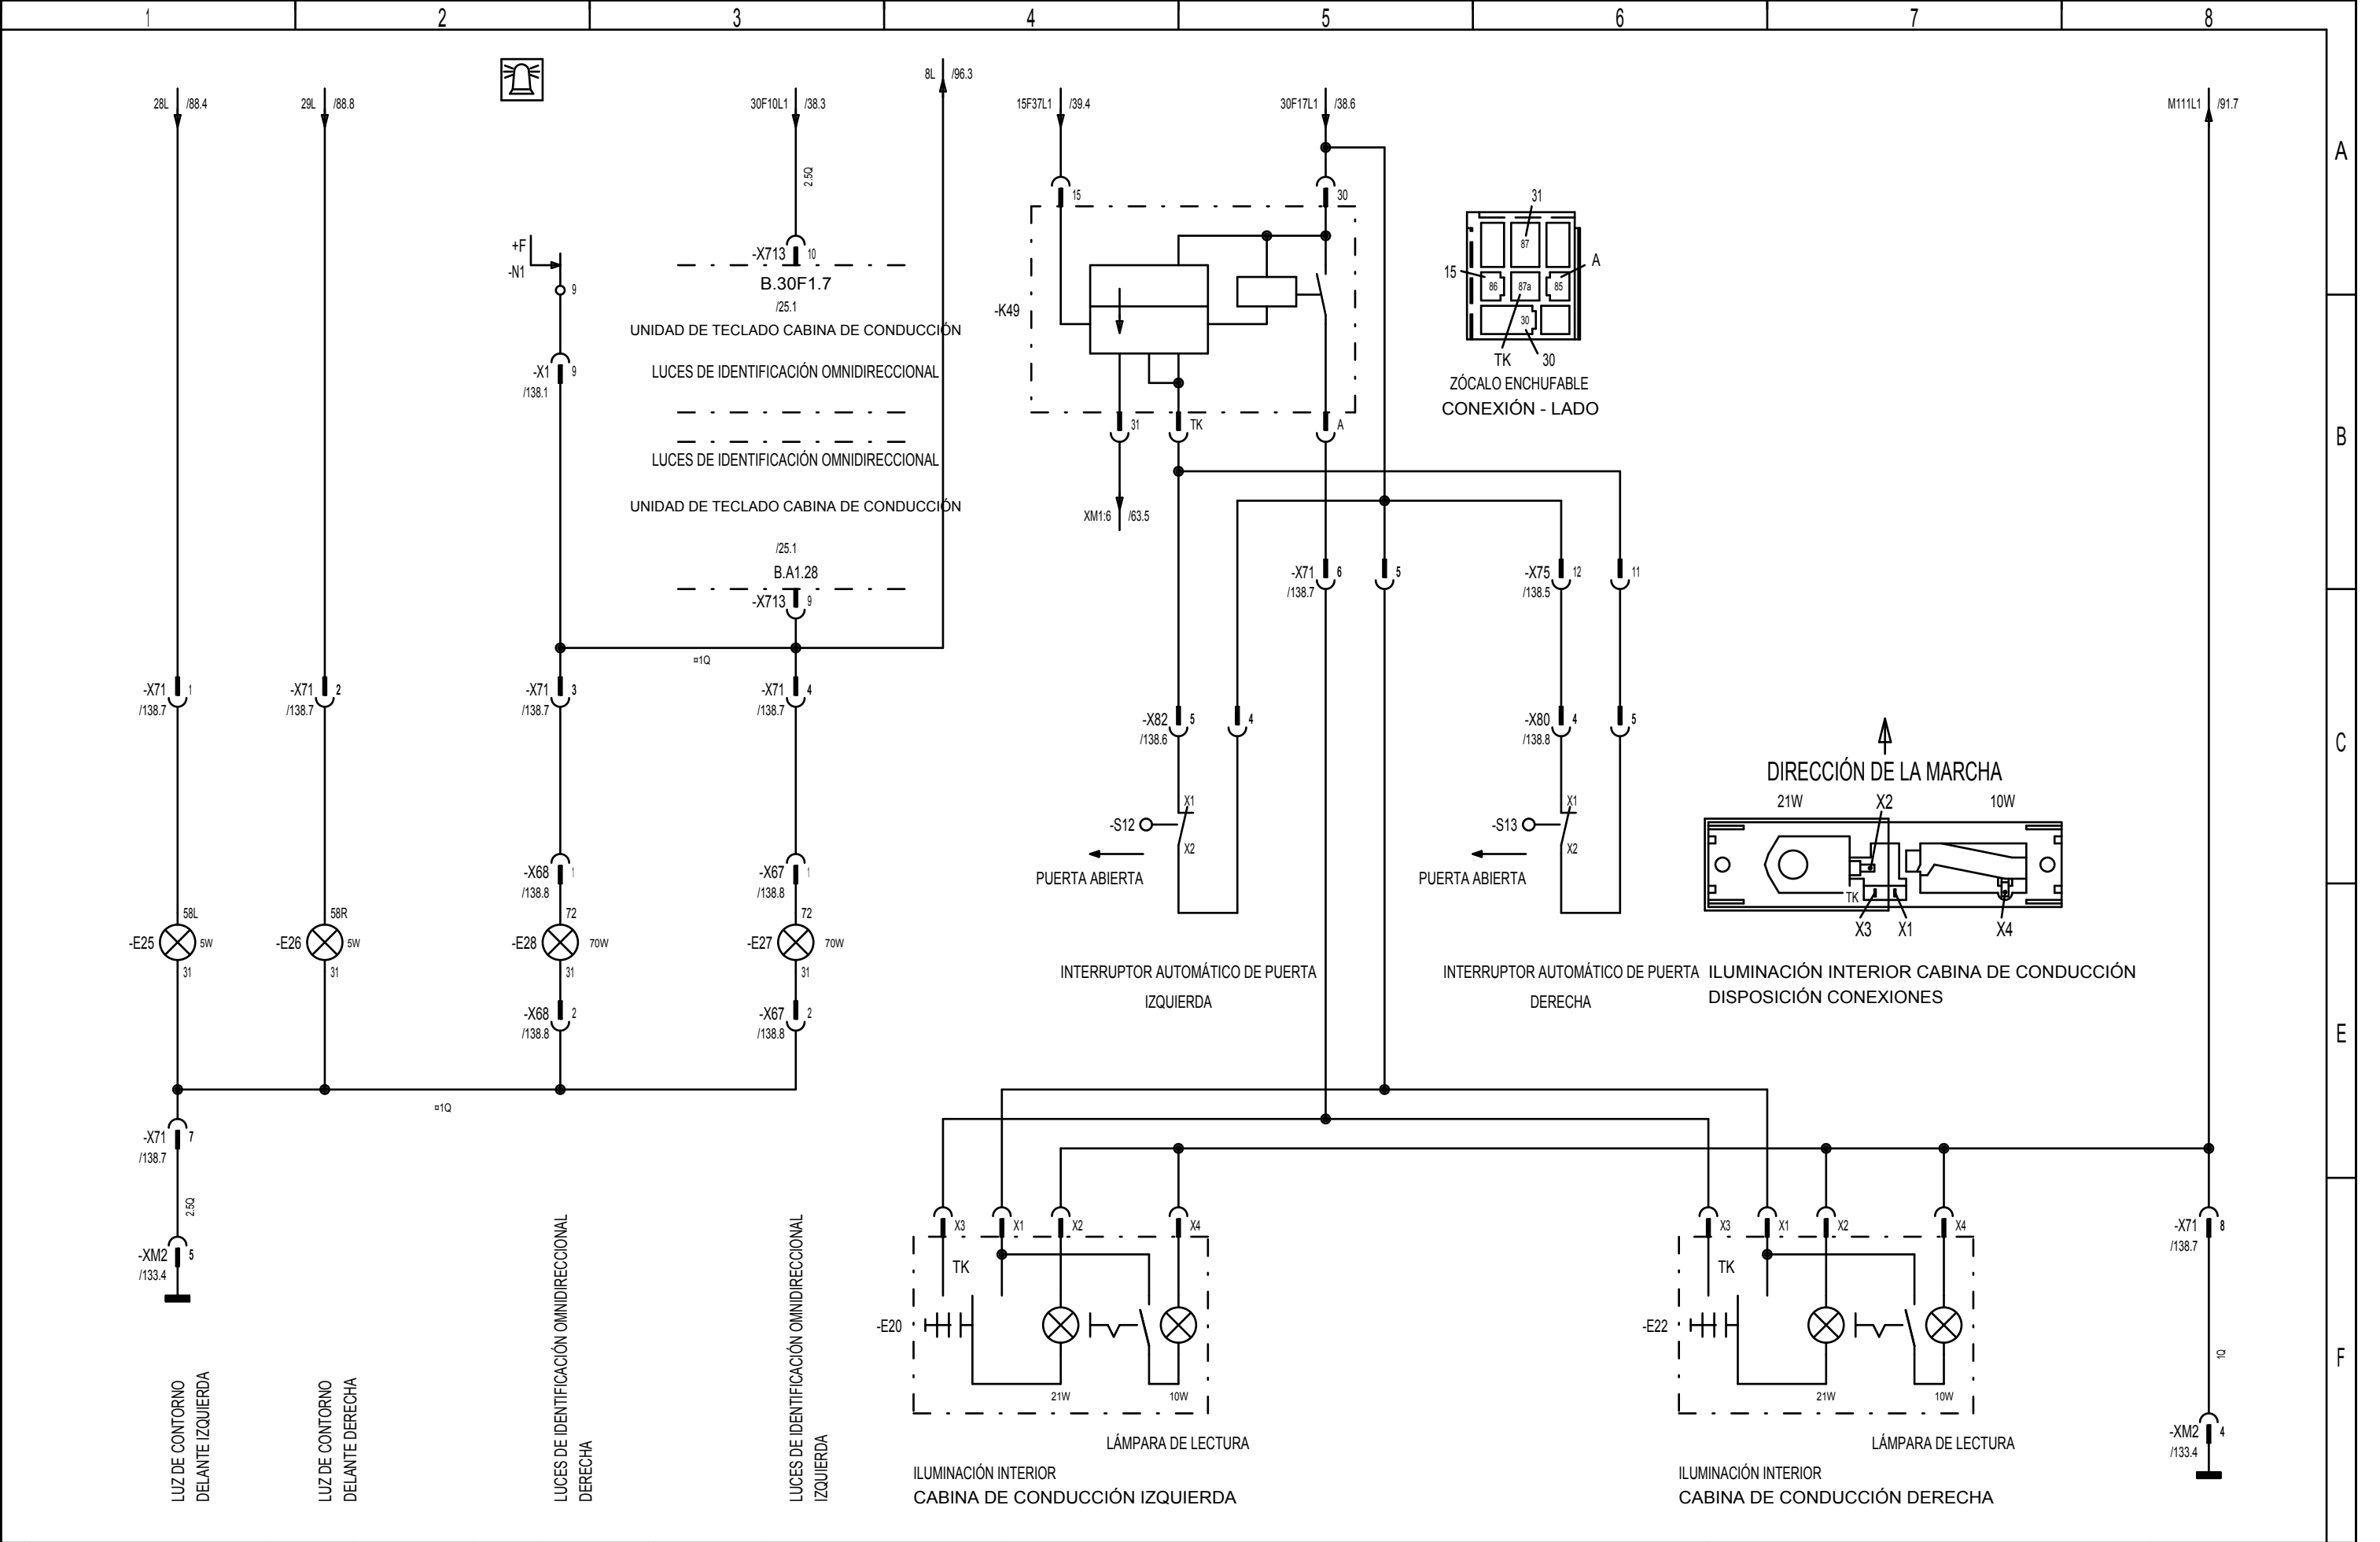 1 2 3 4 5 6 7 8
A
B
C
E
E
F
28L /88.4
29L /88.8
30F10L1 /38.3
8L /96.3
15F37L1 /39.4
30F17L1 /38.6
M111L1 /91.7
2.5Q
+F
-N1
9
-X1 9
/138.1
-X713 10
B.30F1.7
/25.1
UNIDAD DE TECLADO CABINA DE CONDUCCIÓN
LUCES DE IDENTIFICACIÓN OMNIDIRECCIONAL
LUCES DE IDENTIFICACIÓN OMNIDIRECCIONAL
UNIDAD DE TECLADO CABINA DE CONDUCCIÓN
/25.1
B.A1.28
-X713 9
¤1Q
15
30
-K49
31
TK
A
XM1:6 /63.5
31
87
15
A
86
87a
85
30
TK
30
ZÓCALO ENCHUFABLE
CONEXIÓN - LADO
-X71 6
/138.7
5
-X75 12
/138.5
11
-X71 1
/138.7
-X71 2
/138.7
-X71 3
/138.7
-X71 4
/138.7
-X82 5
/138.6
4
-X80 4
/138.8
5
X1
-S12
X2
PUERTA ABIERTA
X1
-S13
X2
PUERTA ABIERTA
DIRECCIÓN DE LA MARCHA
21W
X2
10W
TK
X3
X1
X4
-X68 1
/138.8
-X67 1
/138.8
58L
-E25 5W
31
58R
-E26 5W
31
72
-E28 70W
31
72
-E27 70W
31
-X68 2
/138.8
-X67 2
/138.8
INTERRUPTOR AUTOMÁTICO DE PUERTA
IZQUIERDA
INTERRUPTOR AUTOMÁTICO DE PUERTA
DERECHA
ILUMINACIÓN INTERIOR CABINA DE CONDUCCIÓN
DISPOSICIÓN CONEXIONES
¤1Q
-X71 7
/138.7
2.5Q
-XM2 5
/133.4
LUZ DE CONTORNO
DELANTE IZQUIERDA
LUZ DE CONTORNO
DELANTE DERECHA
LUCES DE IDENTIFICACIÓN OMNIDIRECCIONAL
DERECHA
LUCES DE IDENTIFICACIÓN OMNIDIRECCIONAL
IZQUIERDA
X3 X1 X2 X4
TK
-E20
21W
10W
LÁMPARA DE LECTURA
ILUMINACIÓN INTERIOR
CABINA DE CONDUCCIÓN IZQUIERDA
X3 X1 X2 X4
TK
-E22
21W
10W
LÁMPARA DE LECTURA
ILUMINACIÓN INTERIOR
CABINA DE CONDUCCIÓN DERECHA
-X71 8
/138.7
1Q
-XM2 4
/133.4